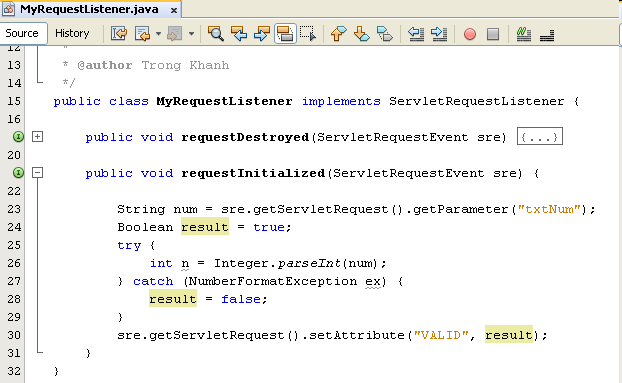 MyRequestListener.java x
Source History
12 *
13 * @author Trong Khanh
14 */
15 public class MyRequestListener implements ServletRequestListener {
16
public void requestDestroyed(ServletRequestEvent sre) {...}
20
public void requestInitialized(ServletRequestEvent sre) {
22
23 String num = sre.getServletRequest().getParameter("txtNum");
24 Boolean result = true;
25 try {
26 int n = Integer.parseInt(num);
27 } catch (NumberFormatException ex) {
28 result = false;
29 }
30 sre.getServletRequest().setAttribute("VALID", result);
31 }
32 }